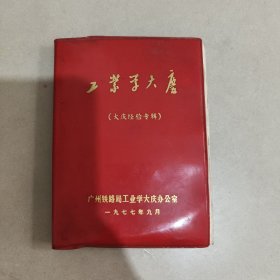 工业学大庆
（大庆经验专辑）
广州铁路局工业学大庆办公室
一九七七年九月